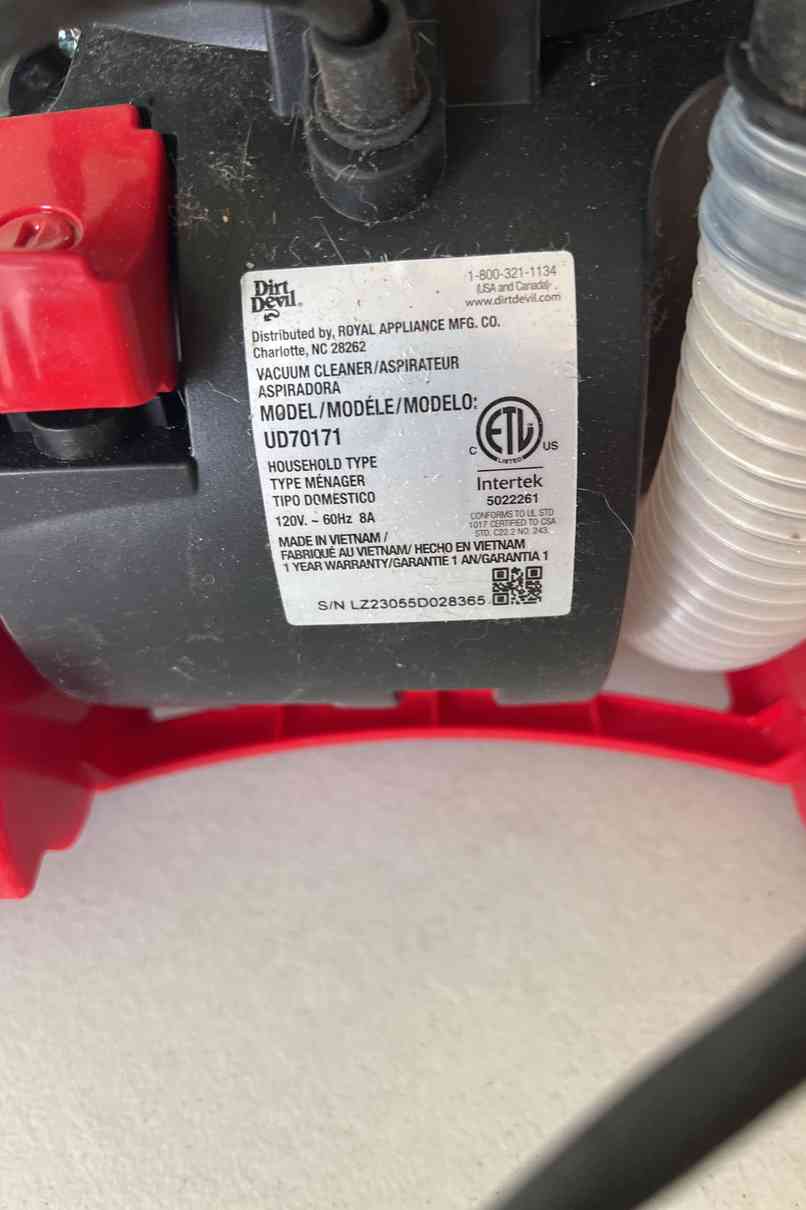 Dirt
Devil®
1-800-321-1134
(USA and Canada)
www.dirtdevil.com
Distributed by, ROYAL APPLIANCE MFG. CO.
Charlotte, NC 28262
VACUUM CLEANER/ASPIRATEUR
ASPIRADORA
MODEL/MODÉLE/MODELO:
UD70171
HOUSEHOLD TYPE
TYPE MÉNAGER
TIPO DOMESTICO
120V. ~ 60Hz 8A
C ETL US
LISTED
Intertek
5022261
CONFORMS TO UL STD
1017 CERTIFIED TO CSA
STD. C22.2 NO. 243.
MADE IN VIETNAM /
FABRIQUÉ AU VIETNAM/ HECHO EN VIETNAM
1 YEAR WARRANTY/GARANTIE 1 AN/GARANTIA 1
S/N LZ23055D028365